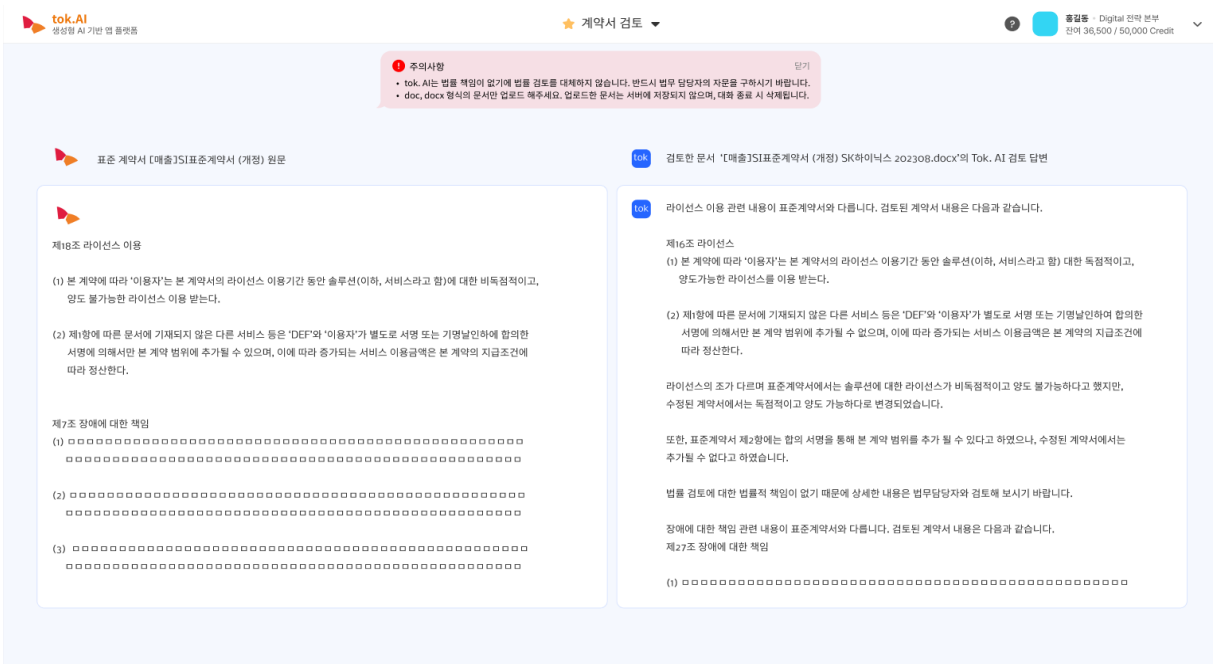 tok.AI
생성형 AI 기반 앱 플랫폼
계약서 검토
?
홍길동 · Digital 전략 본부
잔여 36,500 / 50,000 Credit
! 주의사항
닫기
• tok. AI는 법률 책임이 없기에 법률 검토를 대체하지 않습니다. 반드시 법무 담당자의 자문을 구하시기 바랍니다.
• doc, docx 형식의 문서만 업로드 해주세요. 업로드한 문서는 서버에 저장되지 않으며, 대화 종료 시 삭제됩니다.
표준 계약서 [매출]SI표준계약서 (개정) 원문
제18조 라이선스 이용
(1) 본 계약에 따라 '이용자'는 본 계약서의 라이선스 이용기간 동안 솔루션(이하, 서비스라고 함)에 대한 비독점적이고,
양도 불가능한 라이선스 이용 받는다.
(2) 제1항에 따른 문서에 기재되지 않은 다른 서비스 등은 'DEF'와 '이용자'가 별도로 서명 또는 기명날인하에 합의한
서명에 의해서만 본 계약 범위에 추가될 수 있으며, 이에 따라 증가되는 서비스 이용금액은 본 계약의 지급조건에
따라 정산한다.
제7조 장애에 대한 책임
(1) ㅁㅁㅁㅁㅁㅁㅁㅁㅁㅁㅁㅁㅁㅁㅁㅁㅁㅁㅁㅁㅁㅁㅁㅁㅁㅁㅁㅁㅁㅁㅁㅁㅁㅁㅁㅁㅁㅁㅁㅁㅁㅁㅁㅁㅁㅁㅁㅁㅁ
ㅁㅁㅁㅁㅁㅁㅁㅁㅁㅁㅁㅁㅁㅁㅁㅁㅁㅁㅁㅁㅁㅁㅁㅁㅁㅁㅁㅁㅁㅁㅁㅁㅁㅁㅁㅁㅁㅁㅁㅁㅁㅁㅁㅁㅁㅁㅁㅁㅁ
(2) ㅁㅁㅁㅁㅁㅁㅁㅁㅁㅁㅁㅁㅁㅁㅁㅁㅁㅁㅁㅁㅁㅁㅁㅁㅁㅁㅁㅁㅁㅁㅁㅁㅁㅁㅁㅁㅁㅁㅁㅁㅁㅁㅁㅁㅁㅁㅁㅁㅁ
ㅁㅁㅁㅁㅁㅁㅁㅁㅁㅁㅁㅁㅁㅁㅁㅁㅁㅁㅁㅁㅁㅁㅁㅁㅁㅁㅁㅁㅁㅁㅁㅁㅁㅁㅁㅁㅁㅁㅁㅁㅁㅁㅁㅁㅁㅁㅁㅁㅁ
(3) ㅁㅁㅁㅁㅁㅁㅁㅁㅁㅁㅁㅁㅁㅁㅁㅁㅁㅁㅁㅁㅁㅁㅁㅁㅁㅁㅁㅁㅁㅁㅁㅁㅁㅁㅁㅁㅁㅁㅁㅁㅁㅁㅁㅁㅁㅁㅁㅁㅁ
ㅁㅁㅁㅁㅁㅁㅁㅁㅁㅁㅁㅁㅁㅁㅁㅁㅁㅁㅁㅁㅁㅁㅁㅁㅁㅁㅁㅁㅁㅁㅁㅁㅁㅁㅁㅁㅁㅁㅁㅁㅁㅁㅁㅁㅁㅁㅁㅁㅁ
tok 검토한 문서 '[매출]SI표준계약서 (개정) SK하이닉스 202308.docx'의 Tok. AI 검토 답변
tok 라이선스 이용 관련 내용이 표준계약서와 다릅니다. 검토된 계약서 내용은 다음과 같습니다.
제16조 라이선스
(1) 본 계약에 따라 '이용자'는 본 계약서의 라이선스 이용기간 동안 솔루션(이하, 서비스라고 함) 대한 독점적이고,
양도가능한 라이선스를 이용 받는다.
(2) 제1항에 따른 문서에 기재되지 않은 다른 서비스 등은 'DEF'와 '이용자'가 별도로 서명 또는 기명날인하여 합의한
서명에 의해서만 본 계약 범위에 추가될 수 없으며, 이에 따라 증가되는 서비스 이용금액은 본 계약의 지급조건에
따라 정산한다.
라이선스의 조가 다르며 표준계약서에서는 솔루션에 대한 라이선스가 비독점적이고 양도 불가능하다고 했지만,
수정된 계약서에서는 독점적이고 양도 가능하다로 변경되었습니다.
또한, 표준계약서 제2항에는 합의 서명을 통해 본 계약 범위를 추가 될 수 있다고 하였으나, 수정된 계약서에서는
추가될 수 없다고 하였습니다.
법률 검토에 대한 법률적 책임이 없기 때문에 상세한 내용은 법무담당자와 검토해 보시기 바랍니다.
장애에 대한 책임 관련 내용이 표준계약서와 다릅니다. 검토된 계약서 내용은 다음과 같습니다.
제27조 장애에 대한 책임
(1) ㅁㅁㅁㅁㅁㅁㅁㅁㅁㅁㅁㅁㅁㅁㅁㅁㅁㅁㅁㅁㅁㅁㅁㅁㅁㅁㅁㅁㅁㅁㅁㅁㅁㅁㅁㅁㅁㅁㅁㅁㅁㅁㅁㅁㅁㅁㅁㅁ